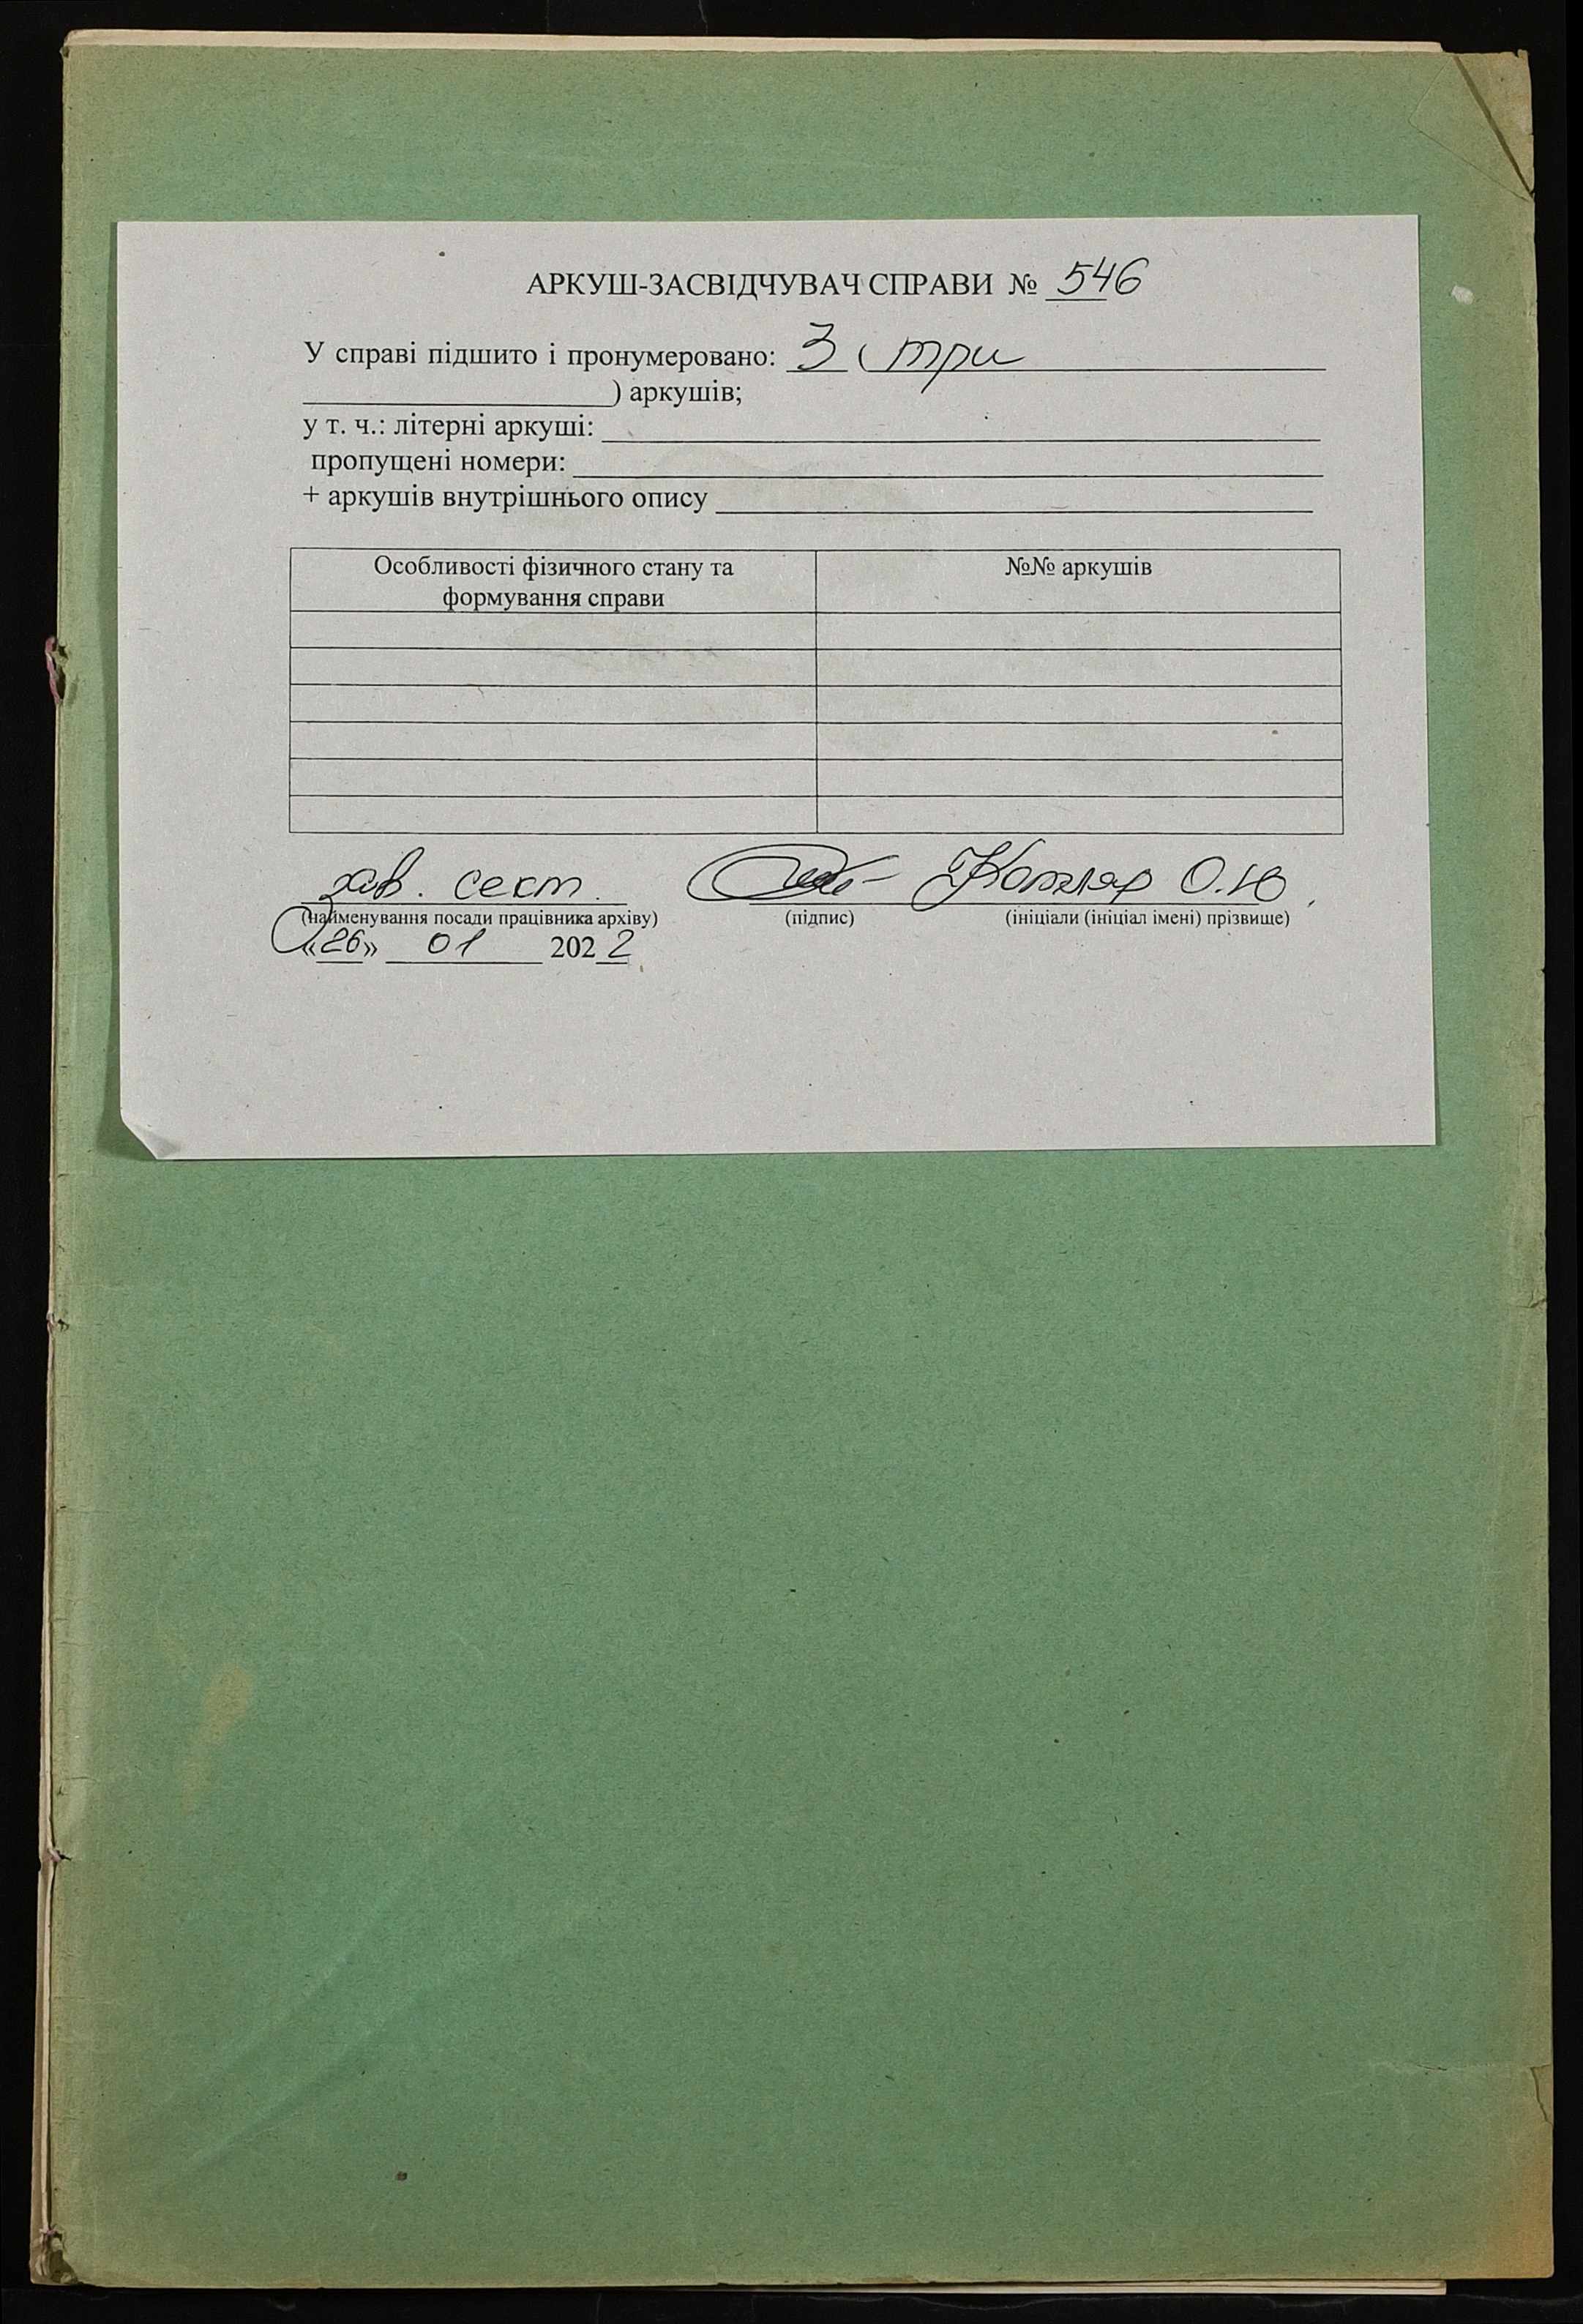 АРКУШ-ЗАСВІДЧУВАЧ СПРАВИ № 546
У справі підшито і пронумеровано: 3 ( три
) аркушів;
у т. ч.: літерні аркуші:
пропущені номери:
+ аркушів внутрішнього опису
Особливості фізичного стану та формування справи	№№ аркушів
зав. сект. Котляр О.Ю
(найменування посади працівника архіву) (підпис) (ініціали (ініціал імені) прізвище)
«26» 01 2022